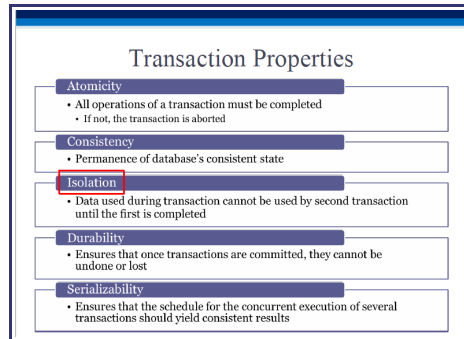 Transaction Properties
Atomicity
• All operations of a transaction must be completed
• If not, the transaction is aborted
Consistency
• Permanence of database's consistent state
Isolation
• Data used during transaction cannot be used by second transaction
until the first is completed
Durability
• Ensures that once transactions are committed, they cannot be
undone or lost
Serializability
• Ensures that the schedule for the concurrent execution of several
transactions should yield consistent results